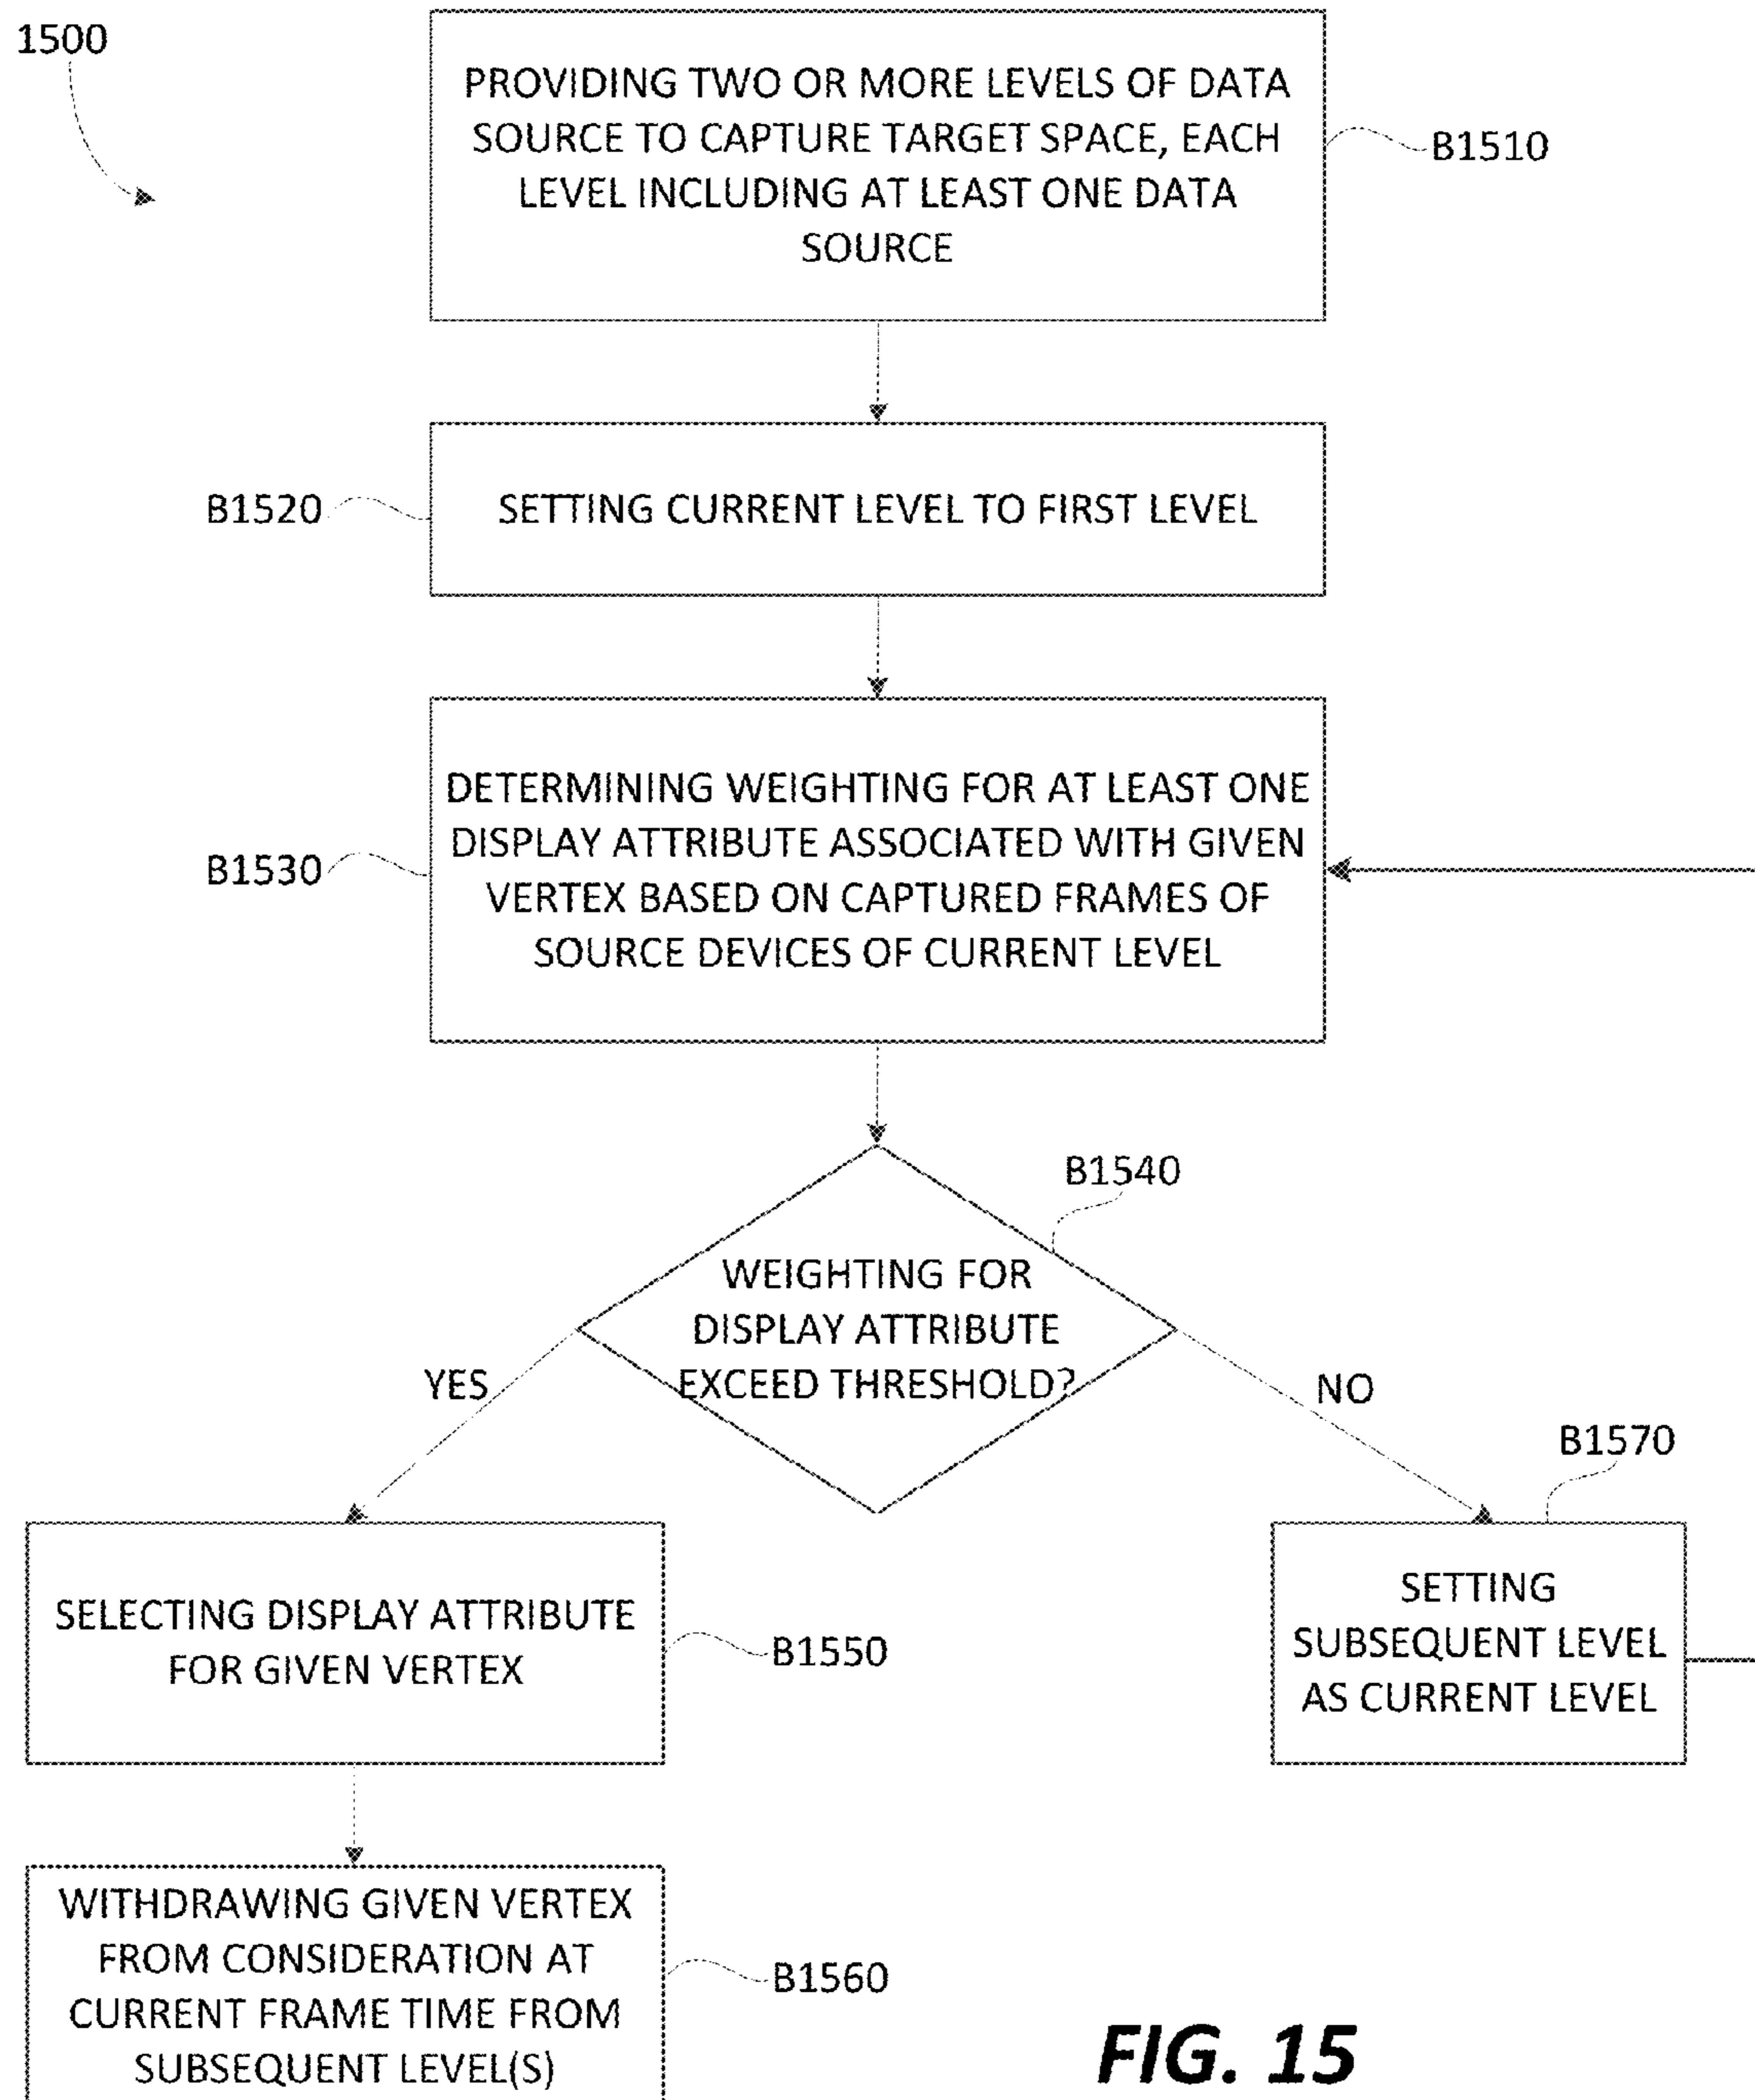 1500
PROVIDING TWO OR MORE LEVELS OF DATA
SOURCE TO CAPTURE TARGET SPACE, EACH
LEVEL INCLUDING AT LEAST ONE DATA
SOURCE
B1510
B1520
SETTING CURRENT LEVEL TO FIRST LEVEL
DETERMINING WEIGHTING FOR AT LEAST ONE
DISPLAY ATTRIBUTE ASSOCIATED WITH GIVEN
VERTEX BASED ON CAPTURED FRAMES OF
SOURCE DEVICES OF CURRENT LEVEL
B1530
B1540
WEIGHTING FOR
DISPLAY ATTRIBUTE
EXCEED THRESHOLD?
YES
NO
B1570
SELECTING DISPLAY ATTRIBUTE
FOR GIVEN VERTEX
B1550
SETTING
SUBSEQUENT LEVEL
AS CURRENT LEVEL
WITHDRAWING GIVEN VERTEX
FROM CONSIDERATION AT
CURRENT FRAME TIME FROM
SUBSEQUENT LEVEL(S)
B1560
FIG. 15